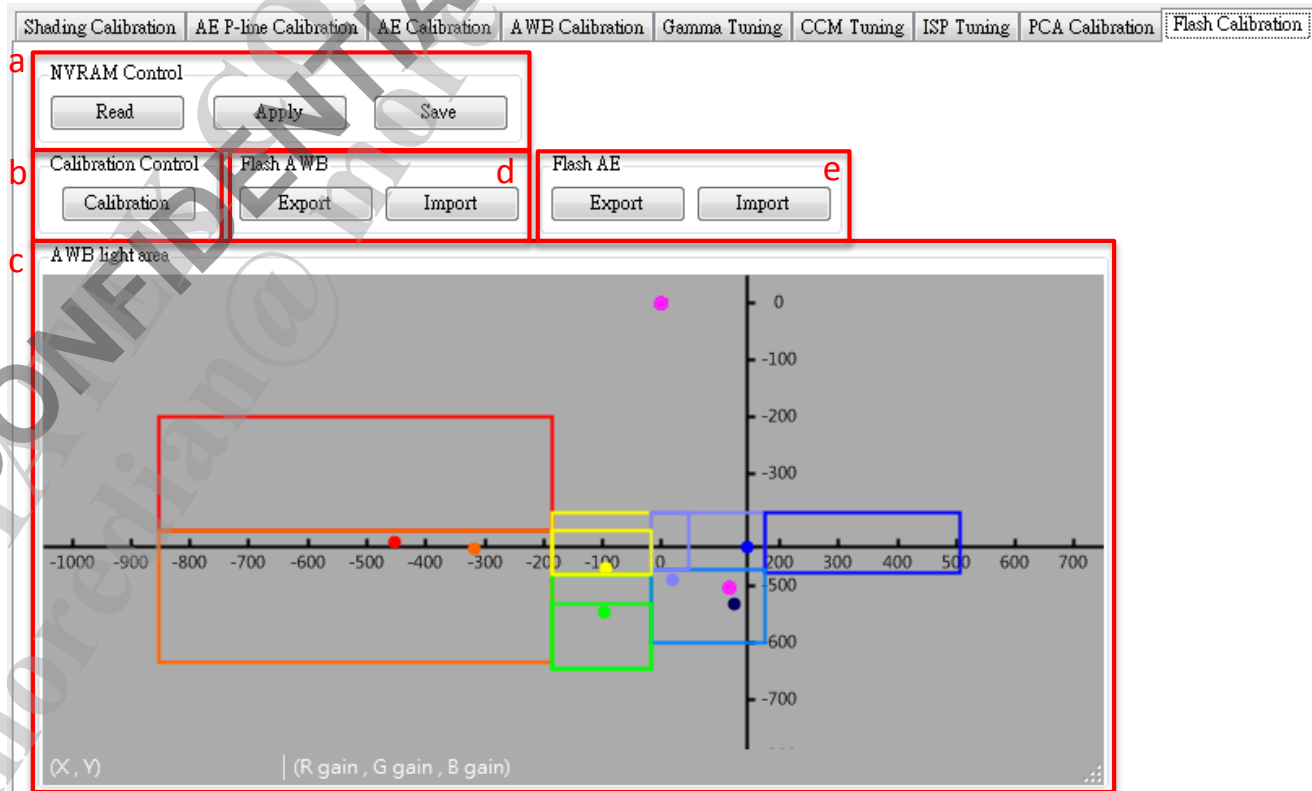 Shading Calibration AE P-line Calibration AE Calibration AWB Calibration Gamma Tuning CCM Tuning ISP Tuning PCA Calibration Flash Calibration
a
NVRAM Control
Read Apply Save
b Calibration Control Flash AWB d Flash AE e
Calibration Export Import Export Import
c AWB light area
0
-100
-200
-300
-1000 -900 -800 -700 -600 -500 -400 -300 -200 -100 0 200 300 400 500 600 700
-500
-600
-700
(X , Y) (R gain , G gain , B gain)
CONFIDENTIA